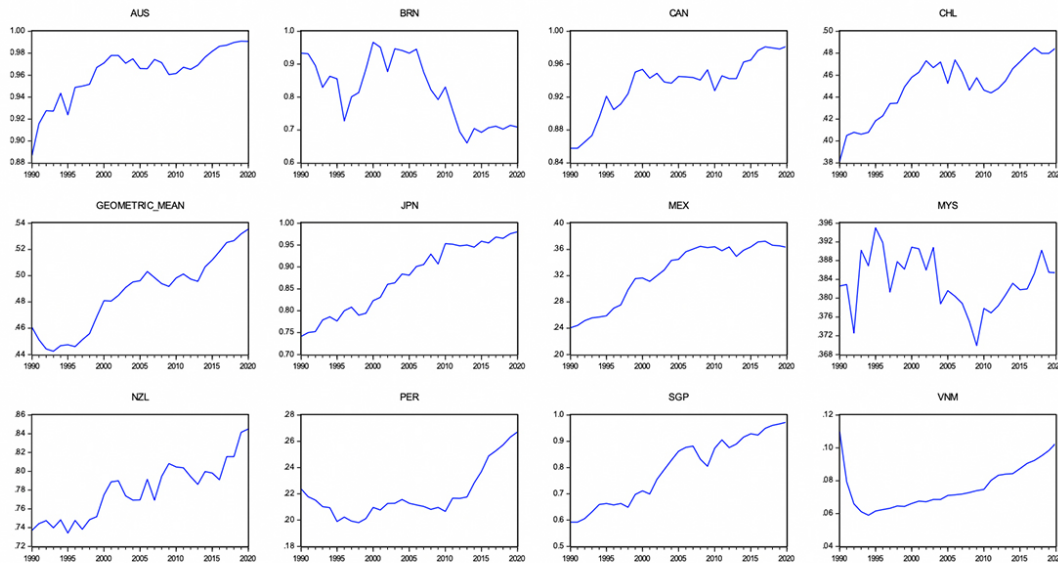 AUS BRN CAN CHL
1.00 1.0 1.00 .50
0.98 0.9 0.96 .48
0.96 0.8 0.92 .46
0.94 0.7 0.88 .44
0.92 0.6 0.84 .42
0.90 .40
0.88 .38
1990 1995 2000 2005 2010 2015 2020 1990 1995 2000 2005 2010 2015 2020 1990 1995 2000 2005 2010 2015 2020 1990 1995 2000 2005 2010 2015 2020
GEOMETRIC_MEAN JPN MEX MYS
.54 1.00 .40 .396
.52 0.95 .36 .392
.50 0.90 .32 .388
.48 0.85 .28 .384
.46 0.80 .24 .380
.44 0.75 .20 .376
0.70 .372
.368
1990 1995 2000 2005 2010 2015 2020 1990 1995 2000 2005 2010 2015 2020 1990 1995 2000 2005 2010 2015 2020 1990 1995 2000 2005 2010 2015 2020
NZL PER SGP VNM
.86 .28 1.0 .12
.84 .26 0.9 .10
.82 .24 0.8 .08
.80 .22 0.7 .06
.78 .20 0.6 .04
.76 .18 0.5
.74
.72
1990 1995 2000 2005 2010 2015 2020 1990 1995 2000 2005 2010 2015 2020 1990 1995 2000 2005 2010 2015 2020 1990 1995 2000 2005 2010 2015 2020